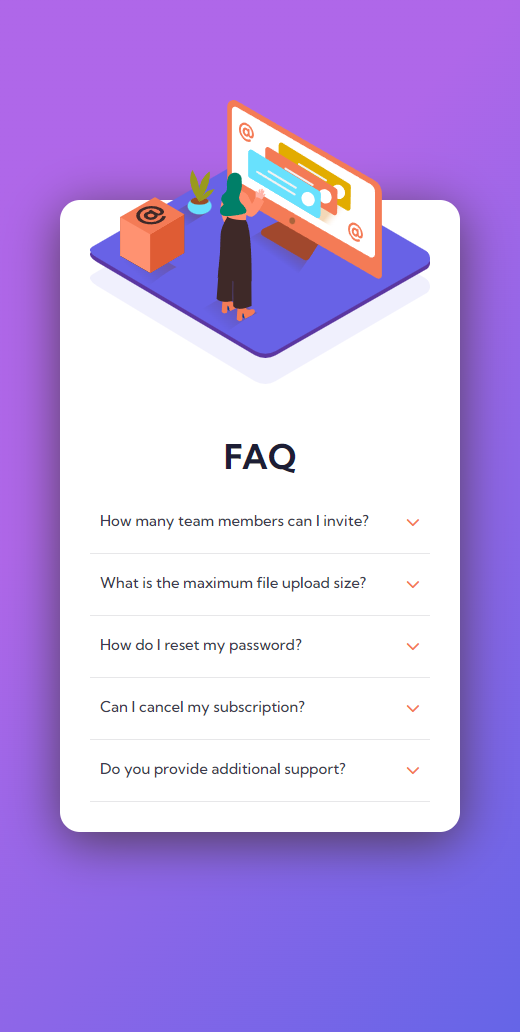 @
@
@
FAQ
How many team members can I invite?
What is the maximum file upload size?
How do I reset my password?
Can I cancel my subscription?
Do you provide additional support?